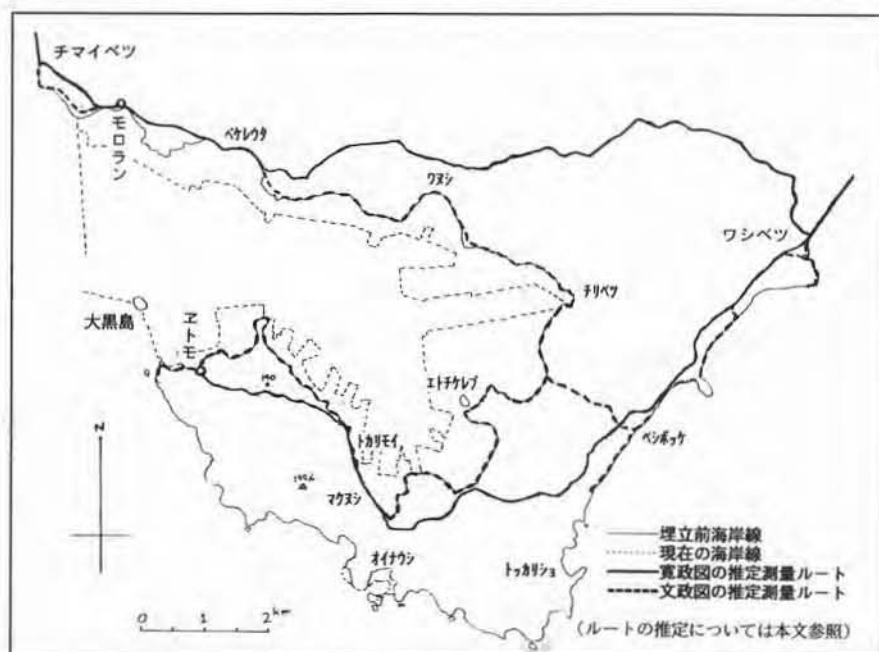 チマイベツ
モロラン
ベケレウタ
ワヌシ
ワシベツ
チリベツ
大黒島
ヱトモ
エトチケレプ
トカリモイ
ペシポッケ
マクヌシ
オイナウシ
トッカリショ
N
埋立前海岸線
現在の海岸線
寛政図の推定測量ルート
文政図の推定測量ルート
(ルートの推定については本文参照)
0 1 2km